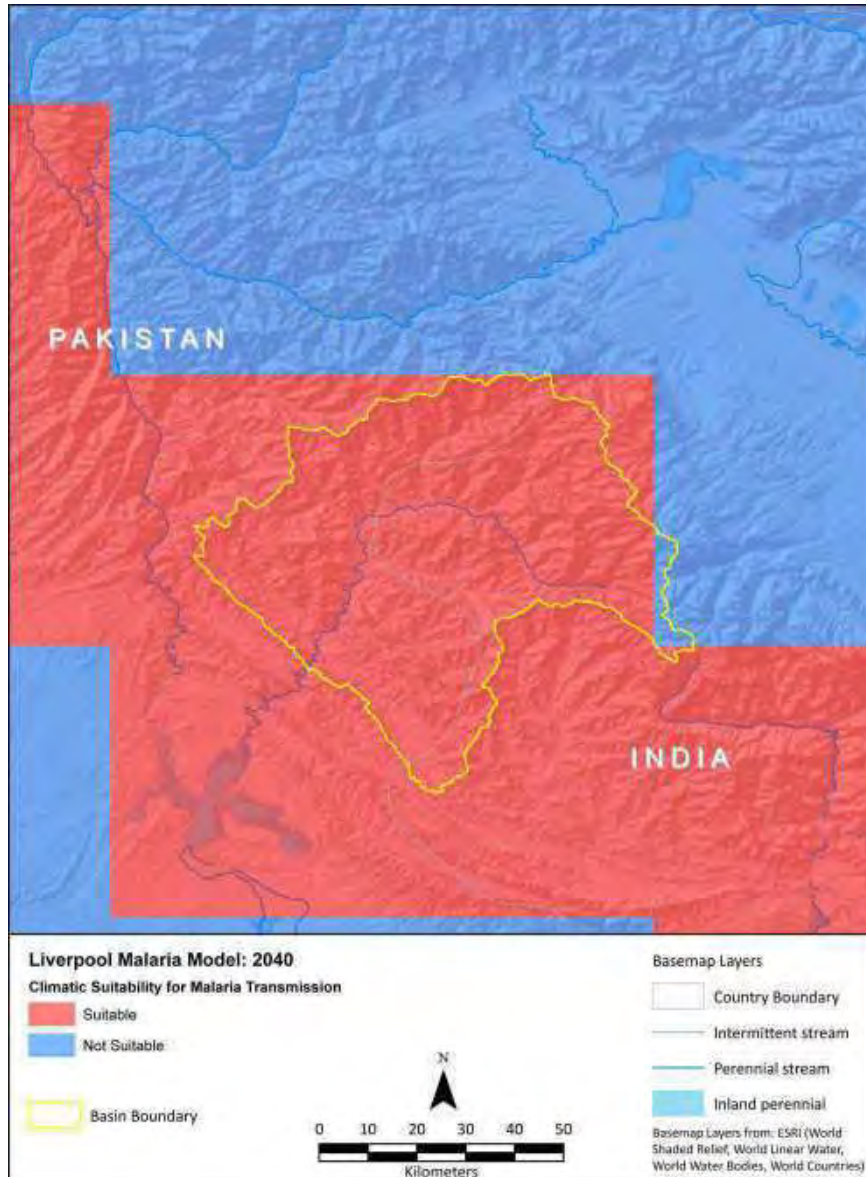 PAKISTAN
INDIA
Liverpool Malaria Model: 2040
Climatic Suitability for Malaria Transmission
Suitable
Not Suitable
Basin Boundary
N
0 10 20 30 40 50
Kilometers
Basemap Layers
Country Boundary
Intermittent stream
Perennial stream
Inland perennial
Basemap Layers from: ESRI (World
Shaded Relief, World Linear Water,
World Water Bodies, World Countries)